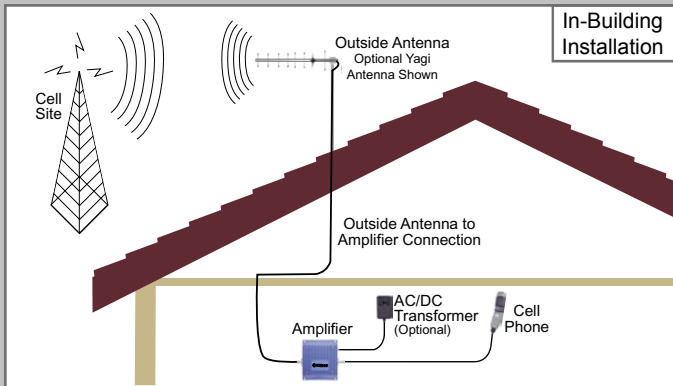 In-Building
Installation
Outside Antenna
Optional Yagi
Antenna Shown
Cell
Site
Outside Antenna to
Amplifier Connection
AC/DC
Transformer
(Optional)
Cell
Phone
Amplifier